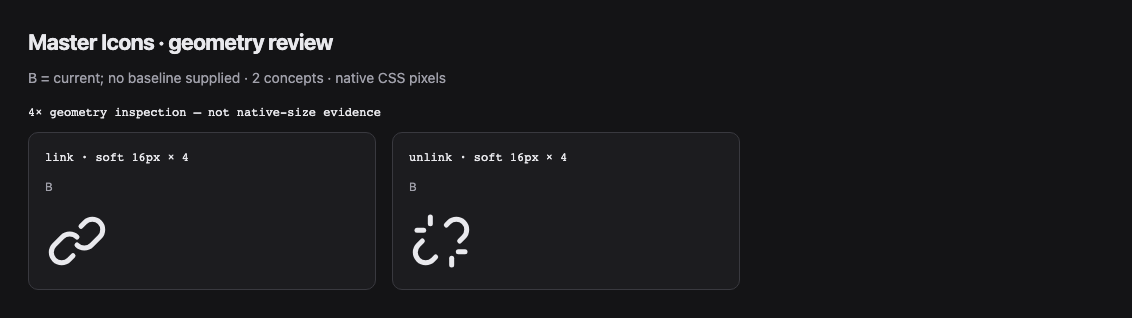 Master Icons · geometry review
B = current; no baseline supplied · 2 concepts · native CSS pixels
4× geometry inspection — not native-size evidence
link · soft 16px × 4
B
unlink · soft 16px × 4
B